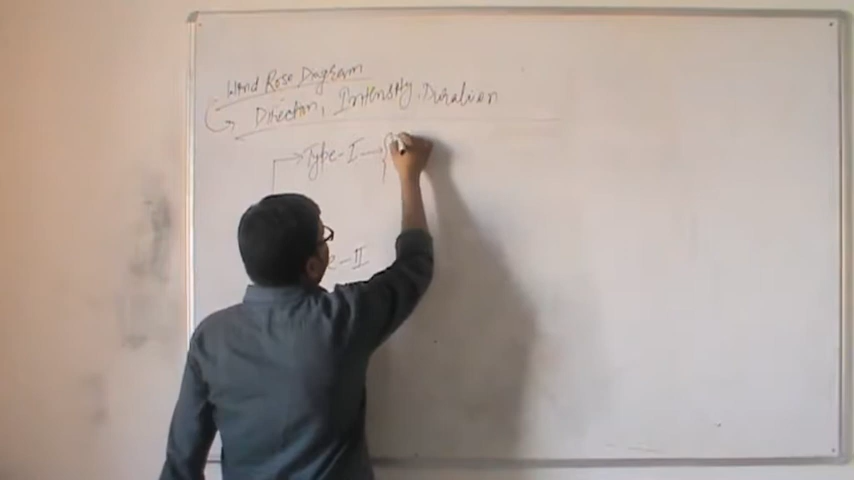 Wind Rose Diagram
Direction, Intensity, Duration
Type-I
e-II